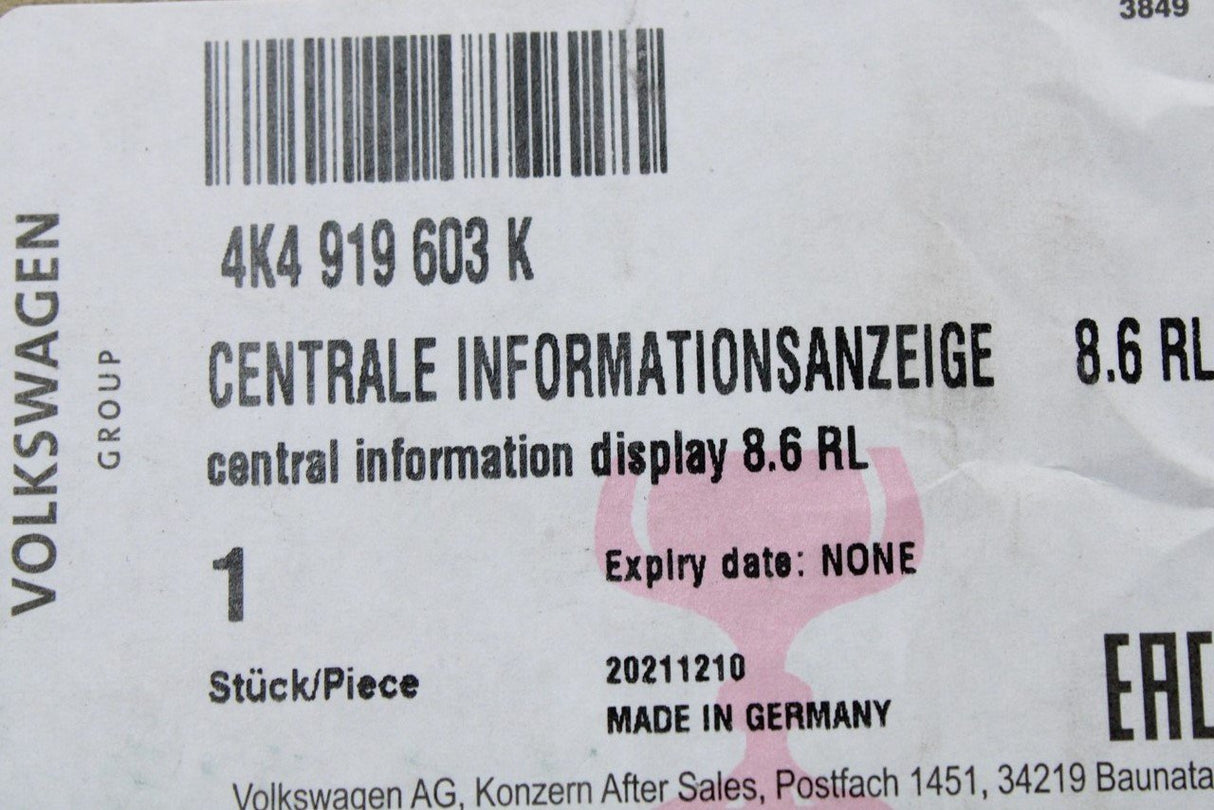 3849
VOLKSWAGEN
GROUP
4K4 919 603 K
CENTRALE INFORMATIONSANZEIGE 8.6 RL
central information display 8.6 RL
1
Expiry date: NONE
Stück/Piece
20211210
MADE IN GERMANY
EAC
Volkswagen AG, Konzern After Sales, Postfach 1451, 34219 Baunata